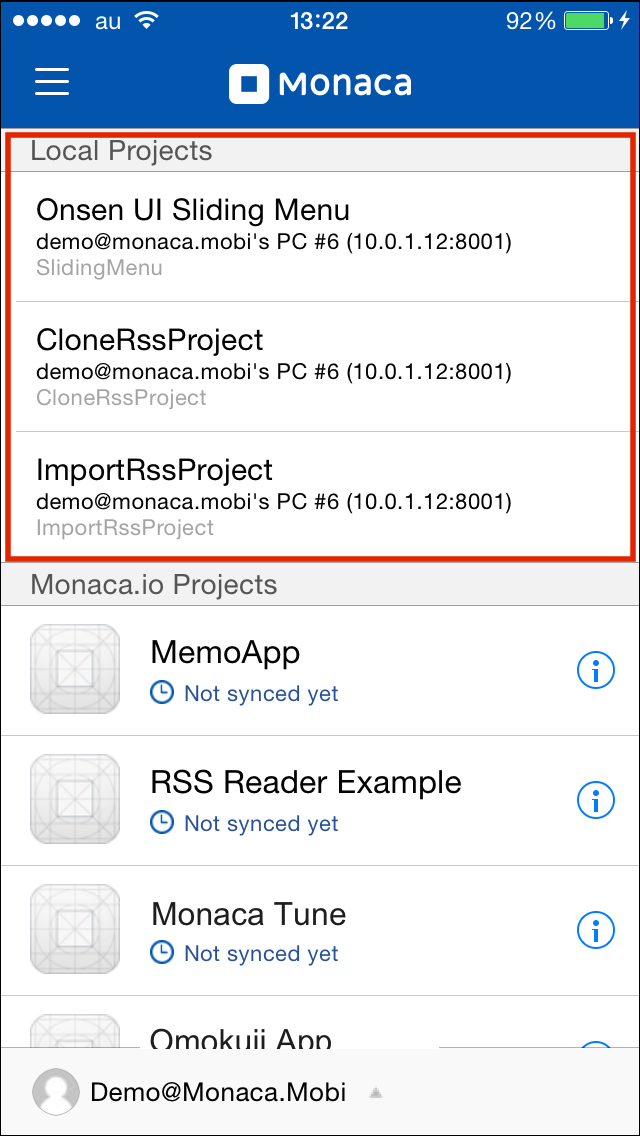 au 13:22 92%
Monaca
Local Projects
Onsen UI Sliding Menu
demo@monaca.mobi's PC #6 (10.0.1.12:8001)
SlidingMenu
CloneRssProject
demo@monaca.mobi's PC #6 (10.0.1.12:8001)
CloneRssProject
ImportRssProject
demo@monaca.mobi's PC #6 (10.0.1.12:8001)
ImportRssProject
Monaca.io Projects
MemoApp
Not synced yet
RSS Reader Example
Not synced yet
Monaca Tune
Not synced yet
Omokuji App
Demo@Monaca.Mobi